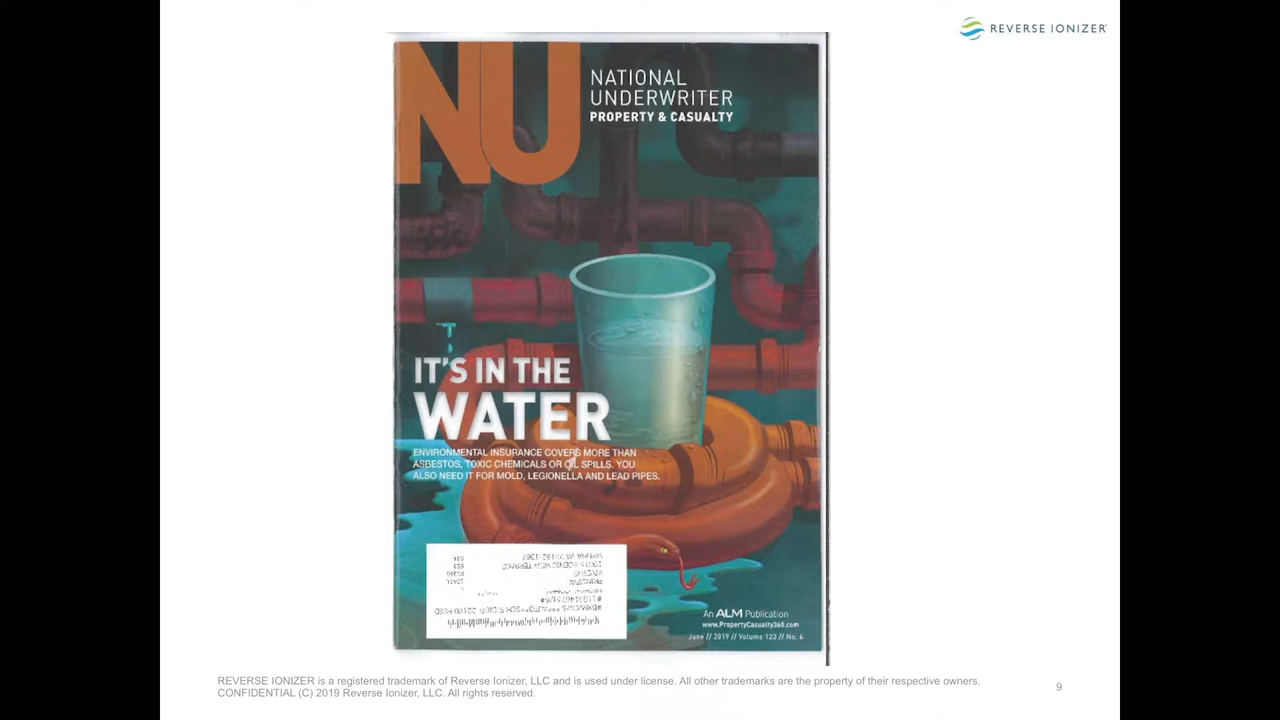 REVERSE IONIZER
NU
NATIONAL
UNDERWRITER
PROPERTY & CASUALTY
IT'S IN THE
WATER
ENVIRONMENTAL INSURANCE COVERS MORE THAN
ASBESTOS, TOXIC CHEMICALS OR OIL SPILLS. YOU
ALSO NEED IT FOR MOLD, LEGIONELLA AND LEAD PIPES.
An ALM Publication
www.PropertyCasualty360.com
June // 2019 // Volume 123 // No. 6
REVERSE IONIZER is a registered trademark of Reverse Ionizer, LLC and is used under license. All other trademarks are the property of their respective owners.
CONFIDENTIAL (C) 2019 Reverse Ionizer, LLC. All rights reserved.
9